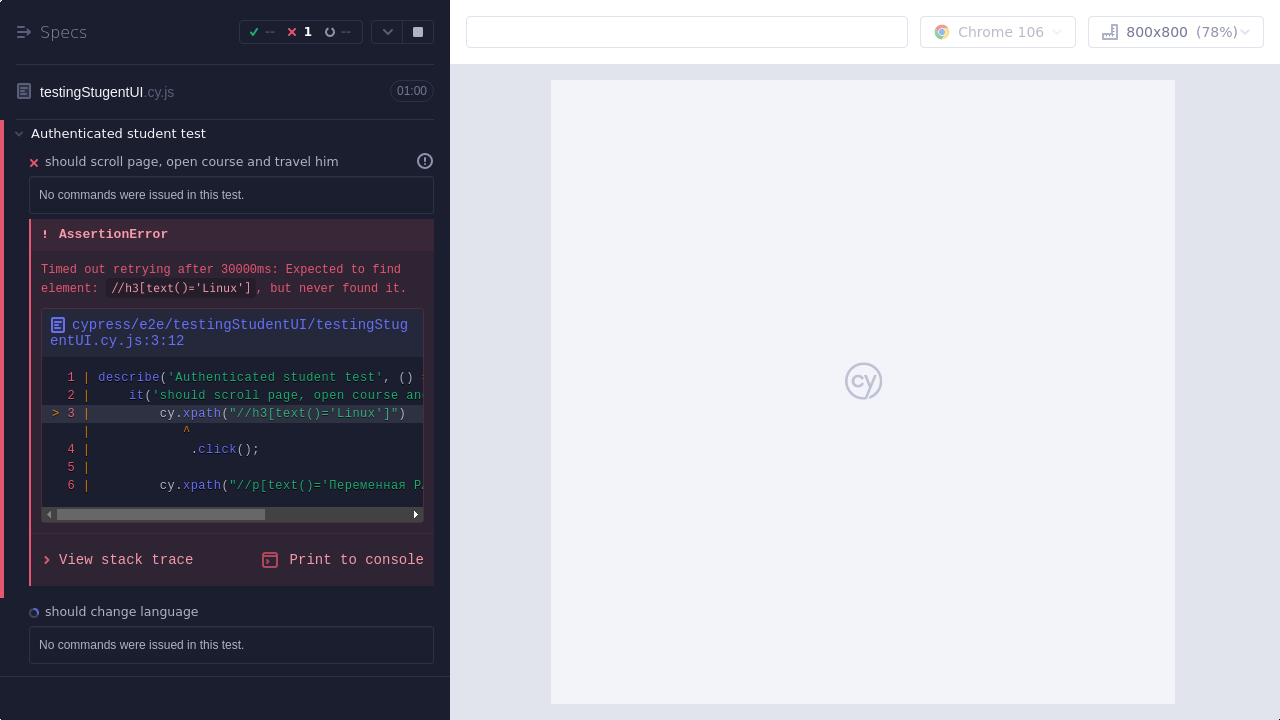 Specs
--
1
--
Chrome 106
800x800 (78%)
testingStugentUI.cy.js
01:00
Authenticated student test
should scroll page, open course and travel him
No commands were issued in this test.
! AssertionError
Timed out retrying after 30000ms: Expected to find
element: //h3[text()='Linux'], but never found it.
cypress/e2e/testingStudentUI/testingStug
entUI.cy.js:3:12
1 | describe('Authenticated student test', ()
2 | it('should scroll page, open course an
> 3 | cy.xpath("//h3[text()='Linux']")
| ^
4 | .click();
5 |
6 | cy.xpath("//p[text()='Переменная P
View stack trace
Print to console
should change language
No commands were issued in this test.
cy